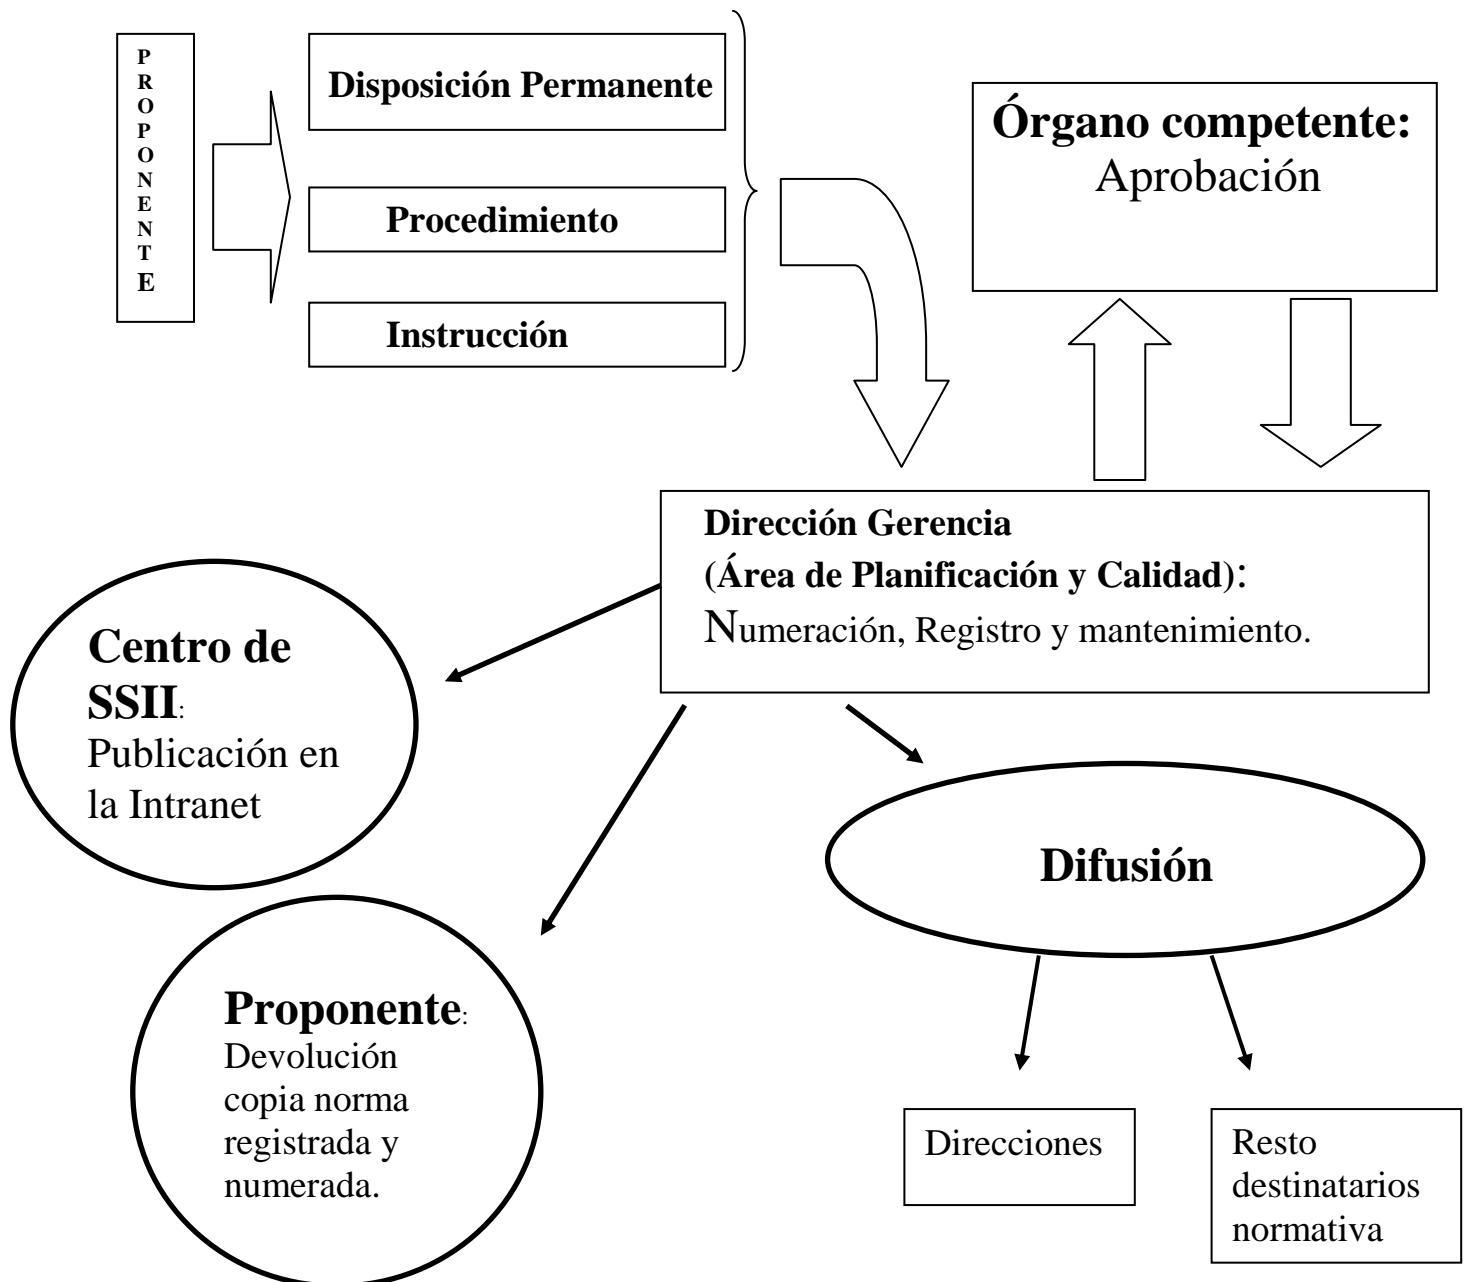 PROPONENTE
Disposición Permanente
Procedimiento
Instrucción
Órgano competente:
Aprobación
Dirección Gerencia
(Área de Planificación y Calidad):
Numeración, Registro y mantenimiento.
Centro de
SSII:
Publicación en
la Intranet
Difusión
Proponente:
Devolución
copia norma
registrada y
numerada.
Direcciones
Resto
destinatarios
normativa